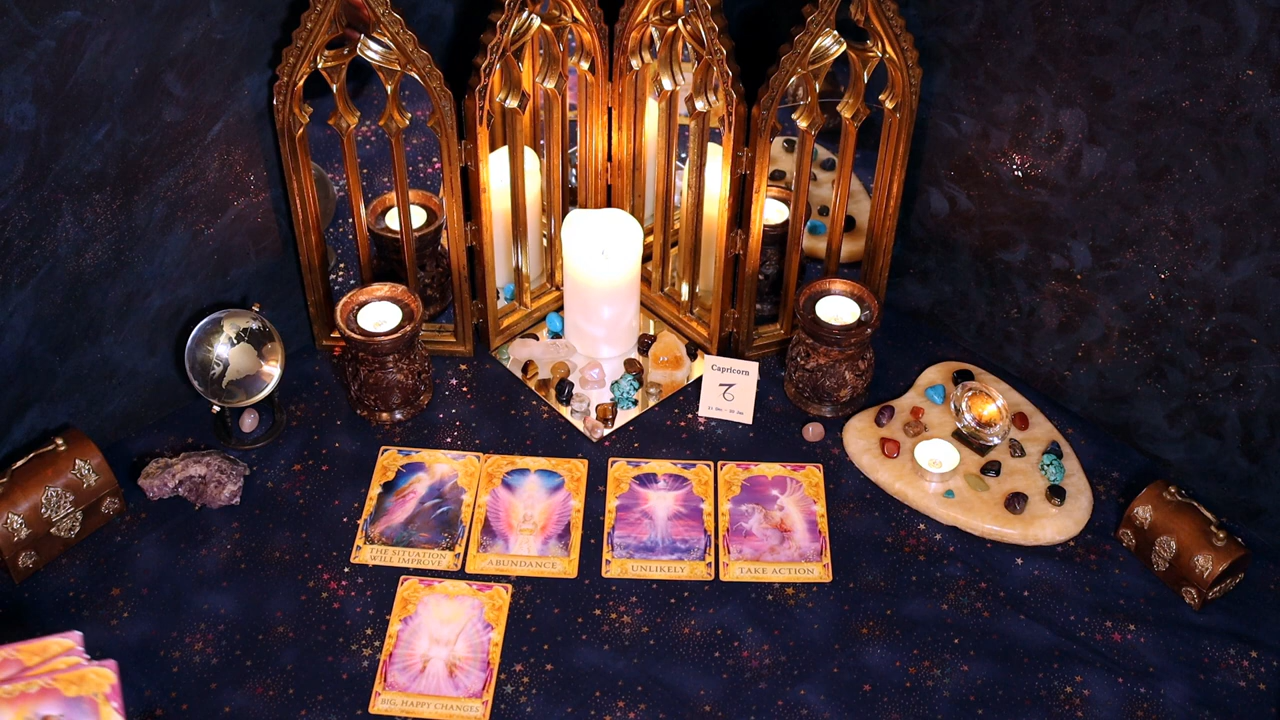 Capricorn
THE SITUATION
WILL IMPROVE
ABUNDANCE
UNLIKELY
TAKE ACTION
BIG, HAPPY CHANGES